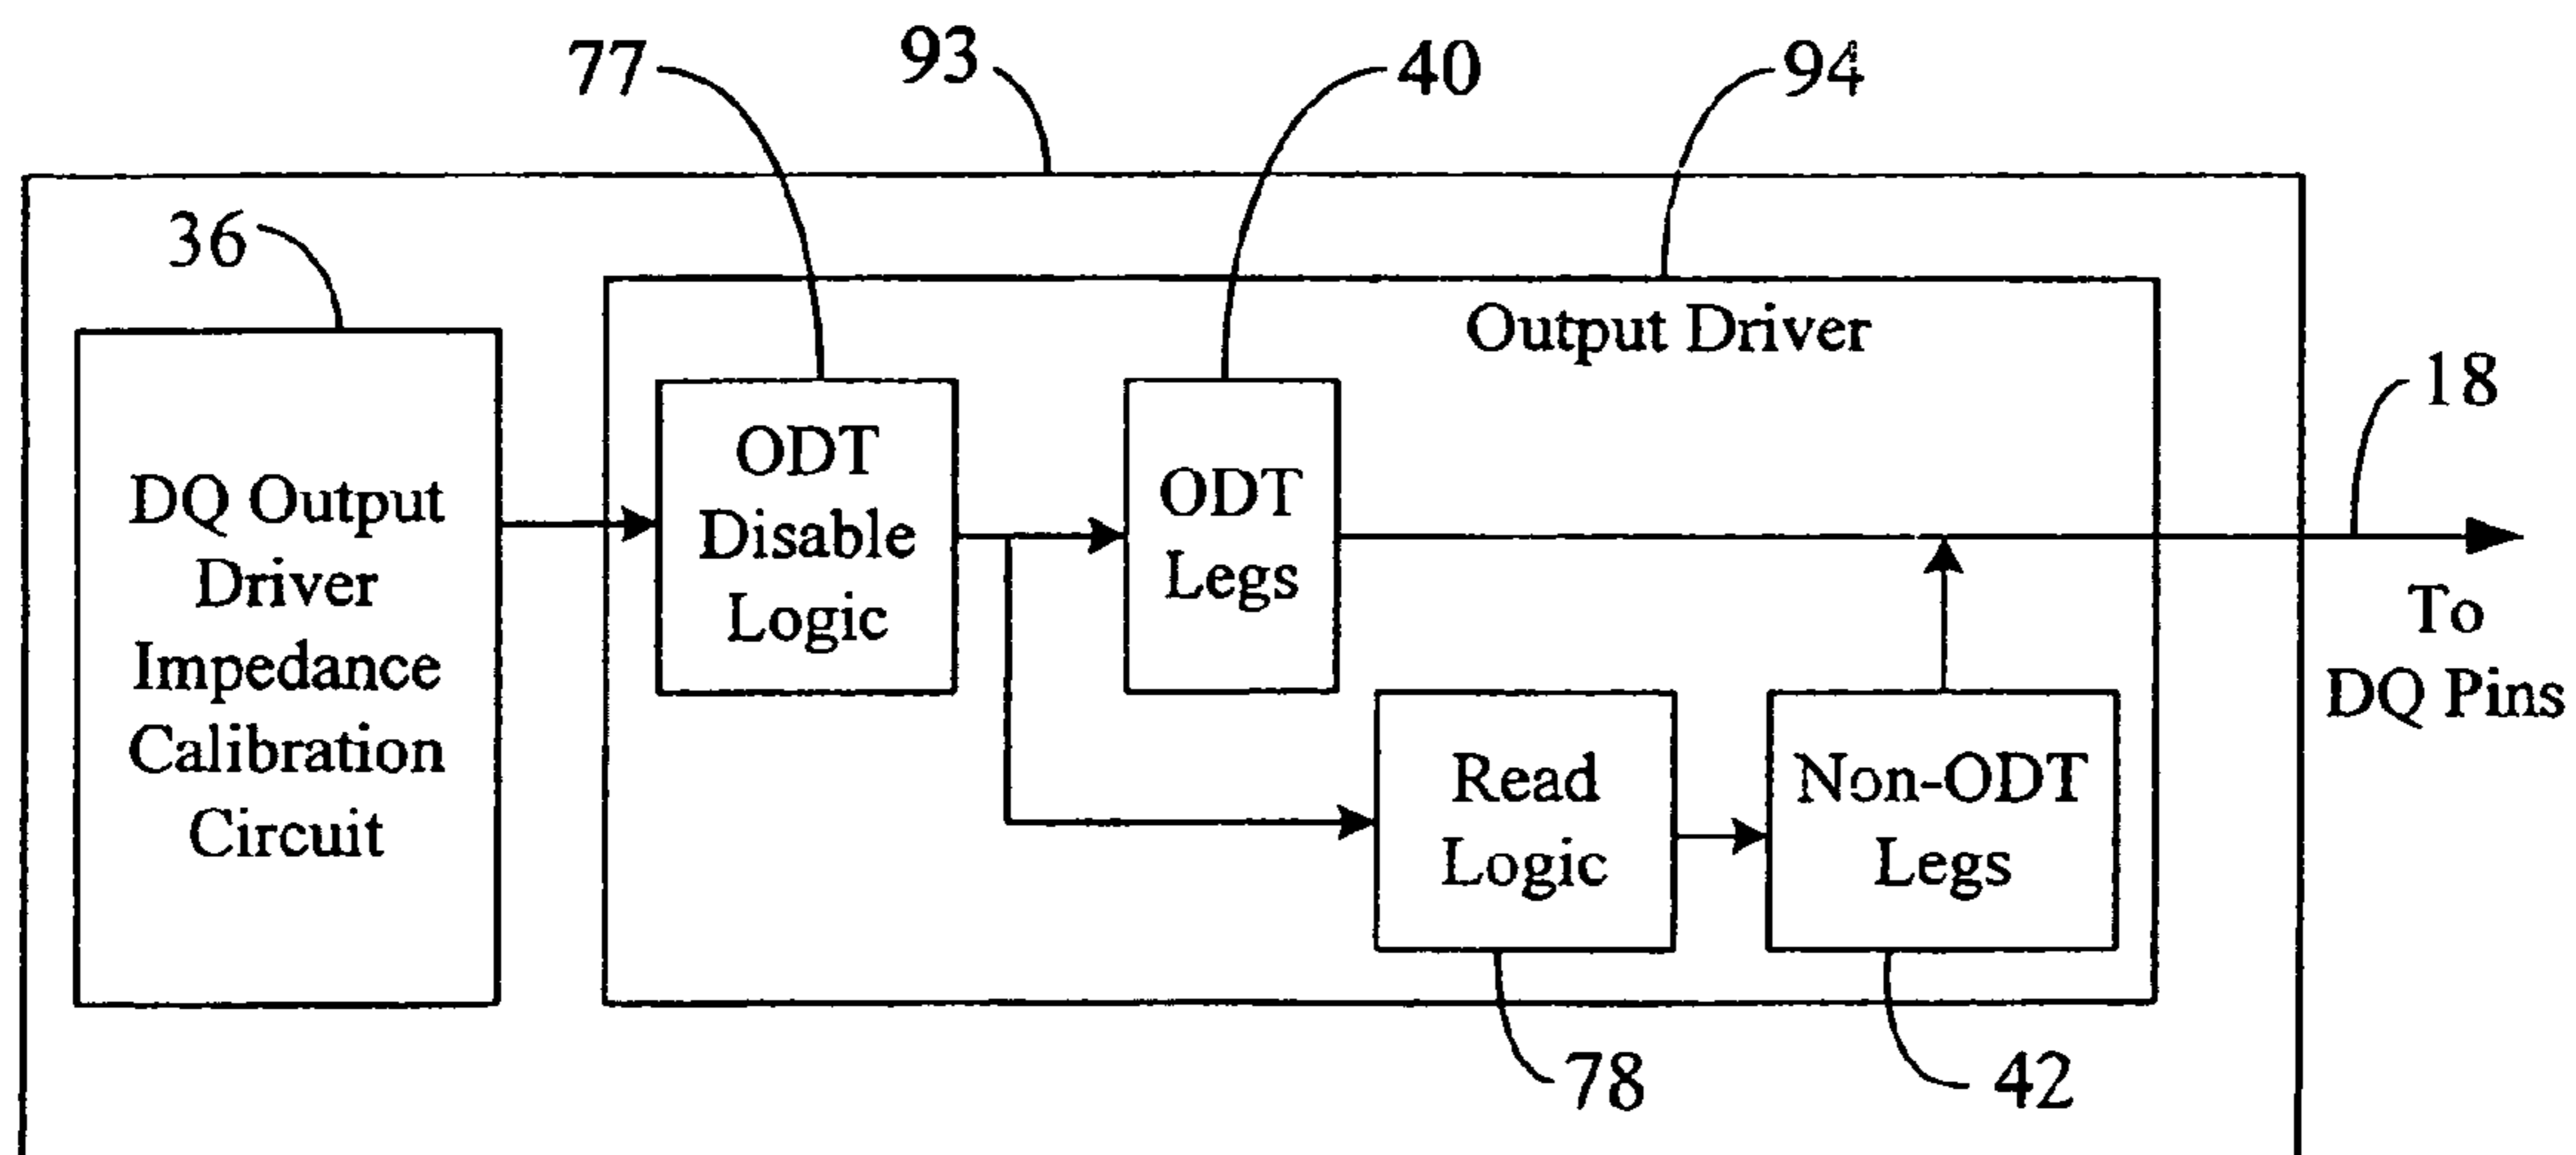 93
77
40
94
36
Output Driver
18
DQ Output
Driver
Impedance
Calibration
Circuit
ODT
Disable
Logic
ODT
Legs
To
DQ Pins
Read
Logic
Non-ODT
Legs
78
42